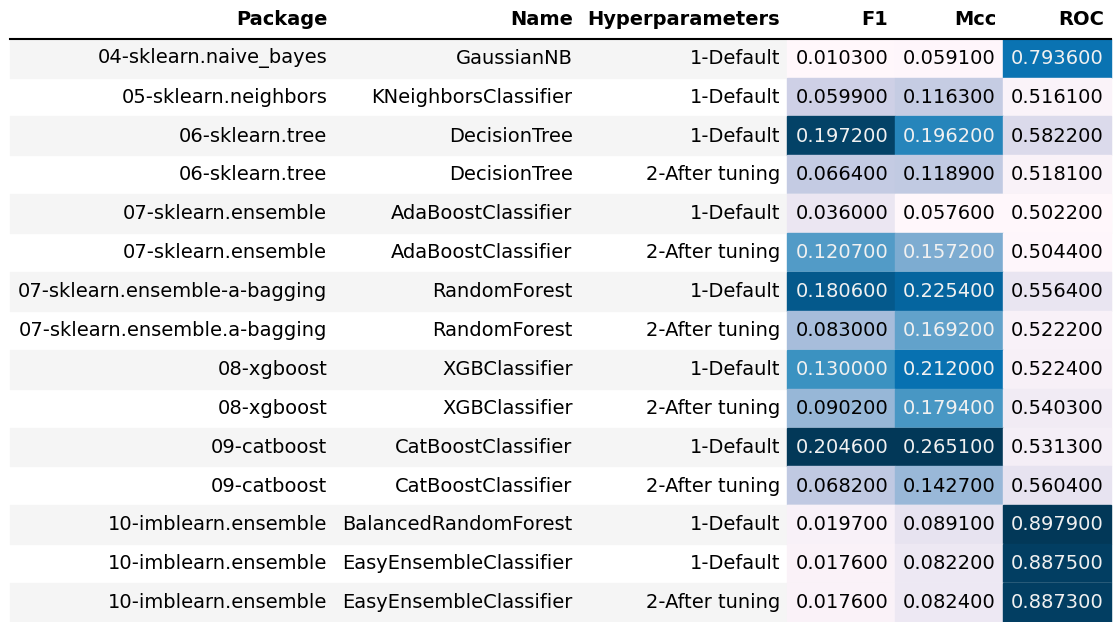 Package Name Hyperparameters F1 Mcc ROC
04-sklearn.naive_bayes GaussianNB 1-Default 0.010300 0.059100 0.793600
05-sklearn.neighbors KNeighborsClassifier 1-Default 0.059900 0.116300 0.516100
06-sklearn.tree DecisionTree 1-Default 0.197200 0.196200 0.582200
06-sklearn.tree DecisionTree 2-After tuning 0.066400 0.118900 0.518100
07-sklearn.ensemble AdaBoostClassifier 1-Default 0.036000 0.057600 0.502200
07-sklearn.ensemble AdaBoostClassifier 2-After tuning 0.120700 0.157200 0.504400
07-sklearn.ensemble-a-bagging RandomForest 1-Default 0.180600 0.225400 0.556400
07-sklearn.ensemble.a-bagging RandomForest 2-After tuning 0.083000 0.169200 0.522200
08-xgboost XGBClassifier 1-Default 0.130000 0.212000 0.522400
08-xgboost XGBClassifier 2-After tuning 0.090200 0.179400 0.540300
09-catboost CatBoostClassifier 1-Default 0.204600 0.265100 0.531300
09-catboost CatBoostClassifier 2-After tuning 0.068200 0.142700 0.560400
10-imblearn.ensemble BalancedRandomForest 1-Default 0.019700 0.089100 0.897900
10-imblearn.ensemble EasyEnsembleClassifier 1-Default 0.017600 0.082200 0.887500
10-imblearn.ensemble EasyEnsembleClassifier 2-After tuning 0.017600 0.082400 0.887300